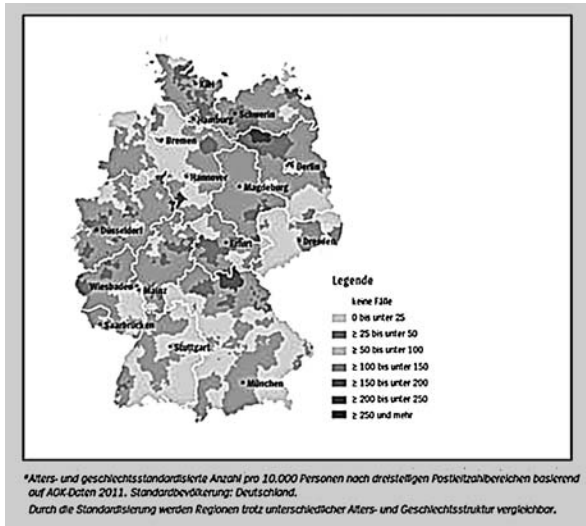 Kiel
Schwerin
Hamburg
Bremen
Berlin
Hannover
Magdeburg
Düsseldorf
Erfurt
Dresden
Wiesbaden
Mainz
Saarbrücken
Stuttgart
München
Legende
keine Fälle
0 bis unter 25
≥ 25 bis unter 50
≥ 50 bis unter 100
≥ 100 bis unter 150
≥ 150 bis unter 200
≥ 200 bis unter 250
≥ 250 und mehr
*Alters- und geschlechtsstandardisierte Anzahl pro 10.000 Personen nach dreistelligen Postleitzahlbereichen basierend
auf AOK-Daten 2011. Standardbevölkerung: Deutschland.
Durch die Standardisierung werden Regionen trotz unterschiedlicher Alters- und Geschlechtsstruktur vergleichbar.